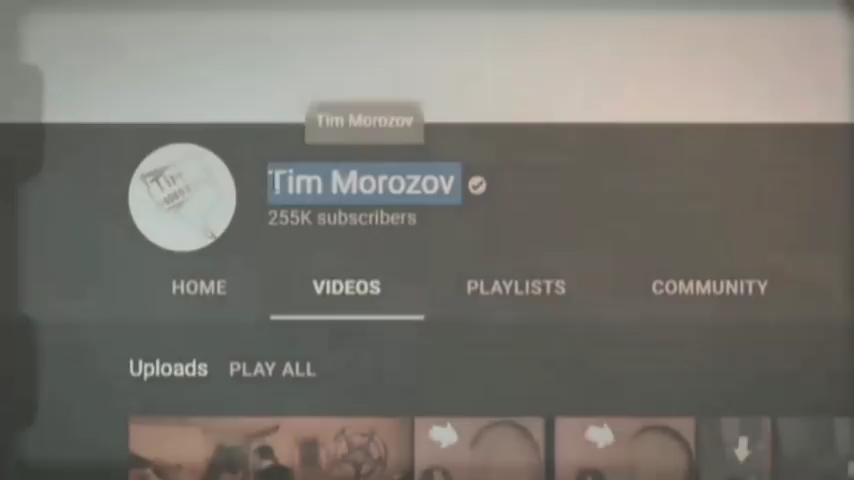 Tim Morozov
Tim Morozov
255K subscribers
HOME VIDEOS PLAYLISTS COMMUNITY
Uploads PLAY ALL